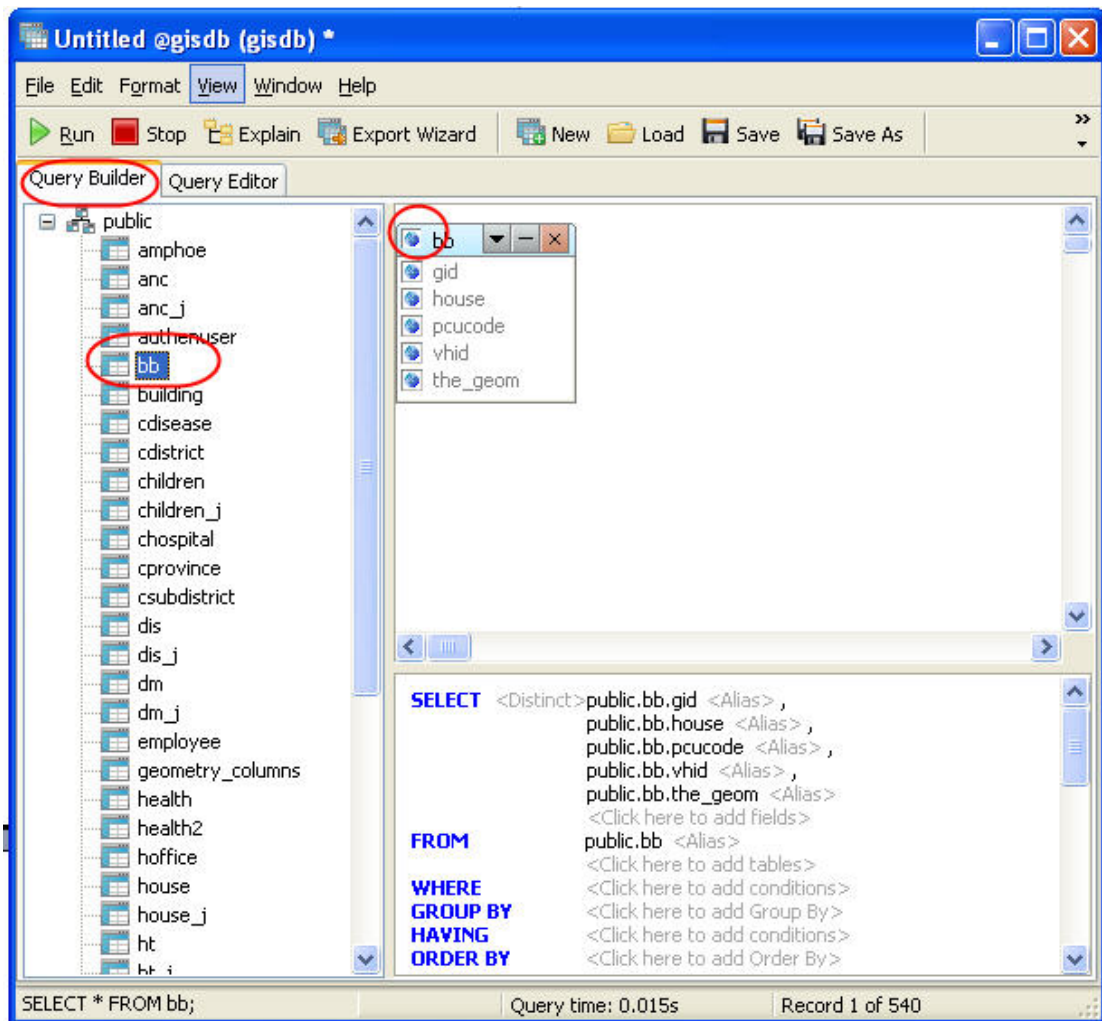 Untitled @gisdb (gisdb) *
File Edit Format View Window Help
Run Stop Explain Export Wizard New Load Save Save As
Query Builder Query Editor
public
amphoe
anc
anc_j
authenuser
bb
building
cdisease
cdistrict
children
children_j
chospital
cprovince
csubdistrict
dis
dis_j
dm
dm_j
employee
geometry_columns
health
health2
hoffice
house
house_j
ht
ht_j
bb
gid
house
pcucode
vhid
the_geom
SELECT <Distinct>public.bb.gid <Alias> ,
public.bb.house <Alias> ,
public.bb.pcucode <Alias> ,
public.bb.vhid <Alias> ,
public.bb.the_geom <Alias>
<Click here to add fields>
FROM public.bb <Alias>
<Click here to add tables>
WHERE <Click here to add conditions>
GROUP BY <Click here to add Group By>
HAVING <Click here to add conditions>
ORDER BY <Click here to add Order By>
SELECT * FROM bb; Query time: 0.015s Record 1 of 540